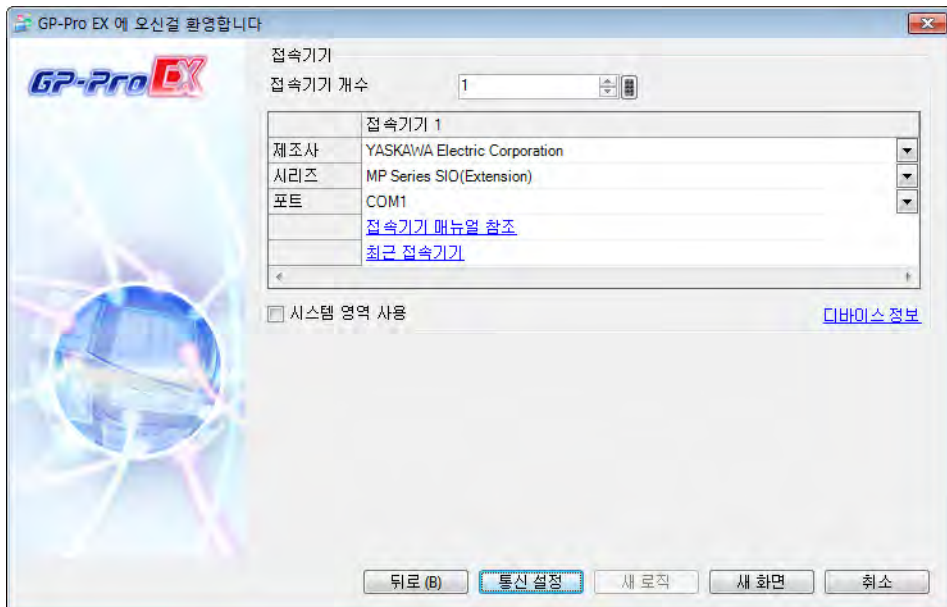 GP-Pro EX 에 오신걸 환영합니다
GP-Pro EX
접속기기
접속기기 개수 1
접속기기 1
제조사 YASKAWA Electric Corporation
시리즈 MP Series SIO(Extension)
포트 COM1
접속기기 매뉴얼 참조
최근 접속기기
시스템 영역 사용 디바이스 정보
뒤로 (B) 통신 설정 새 로직 새 화면 취소